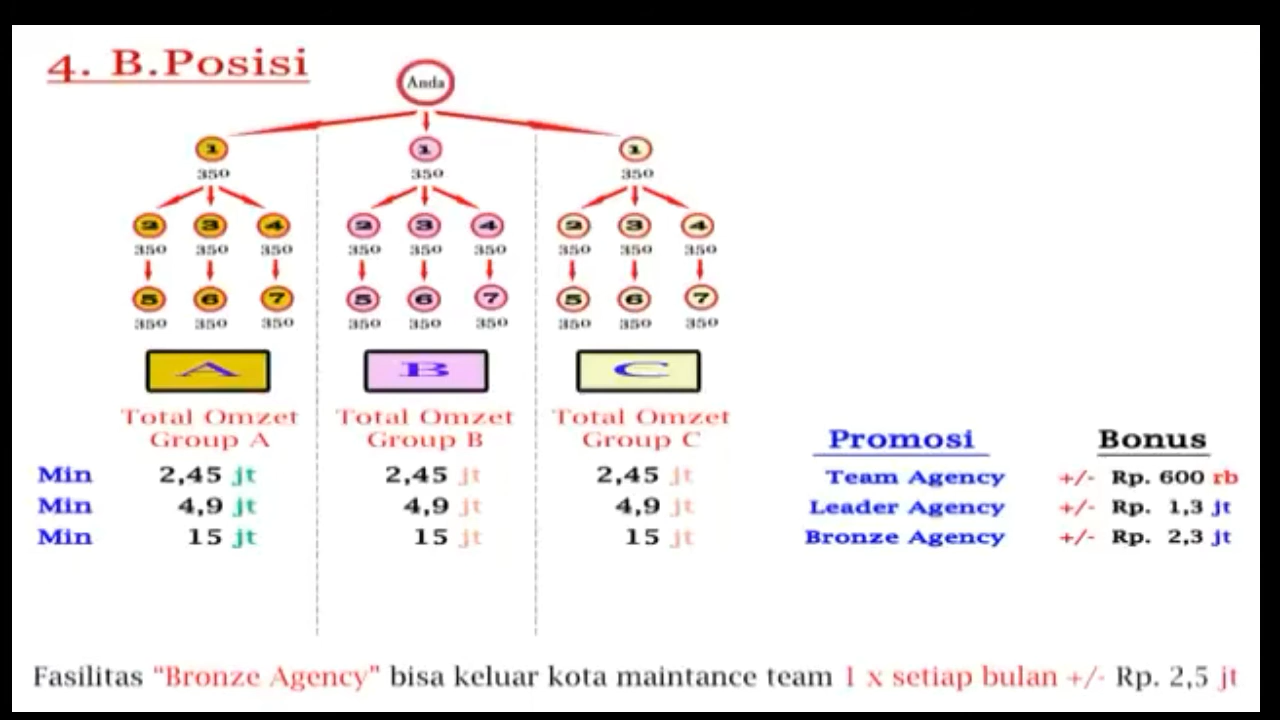 4. B.Posisi
Anda
1 1 1
350 350 350
2 3 4 2 3 4 2 3 4
350 350 350 350 350 350 350 350 350
5 6 7 5 6 7 5 6 7
350 350 350 350 350 350 350 350 350
A B C
Total Omzet Group A
Total Omzet Group B
Total Omzet Group C
Promosi Bonus
Min 2,45 jt 2,45 jt 2,45 jt Team Agency +/- Rp. 600 rb
Min 4,9 jt 4,9 jt 4,9 jt Leader Agency +/- Rp. 1,3 jt
Min 15 jt 15 jt 15 jt Bronze Agency +/- Rp. 2,3 jt
Fasilitas "Bronze Agency" bisa keluar kota maintance team 1 x setiap bulan +/- Rp. 2,5 jt